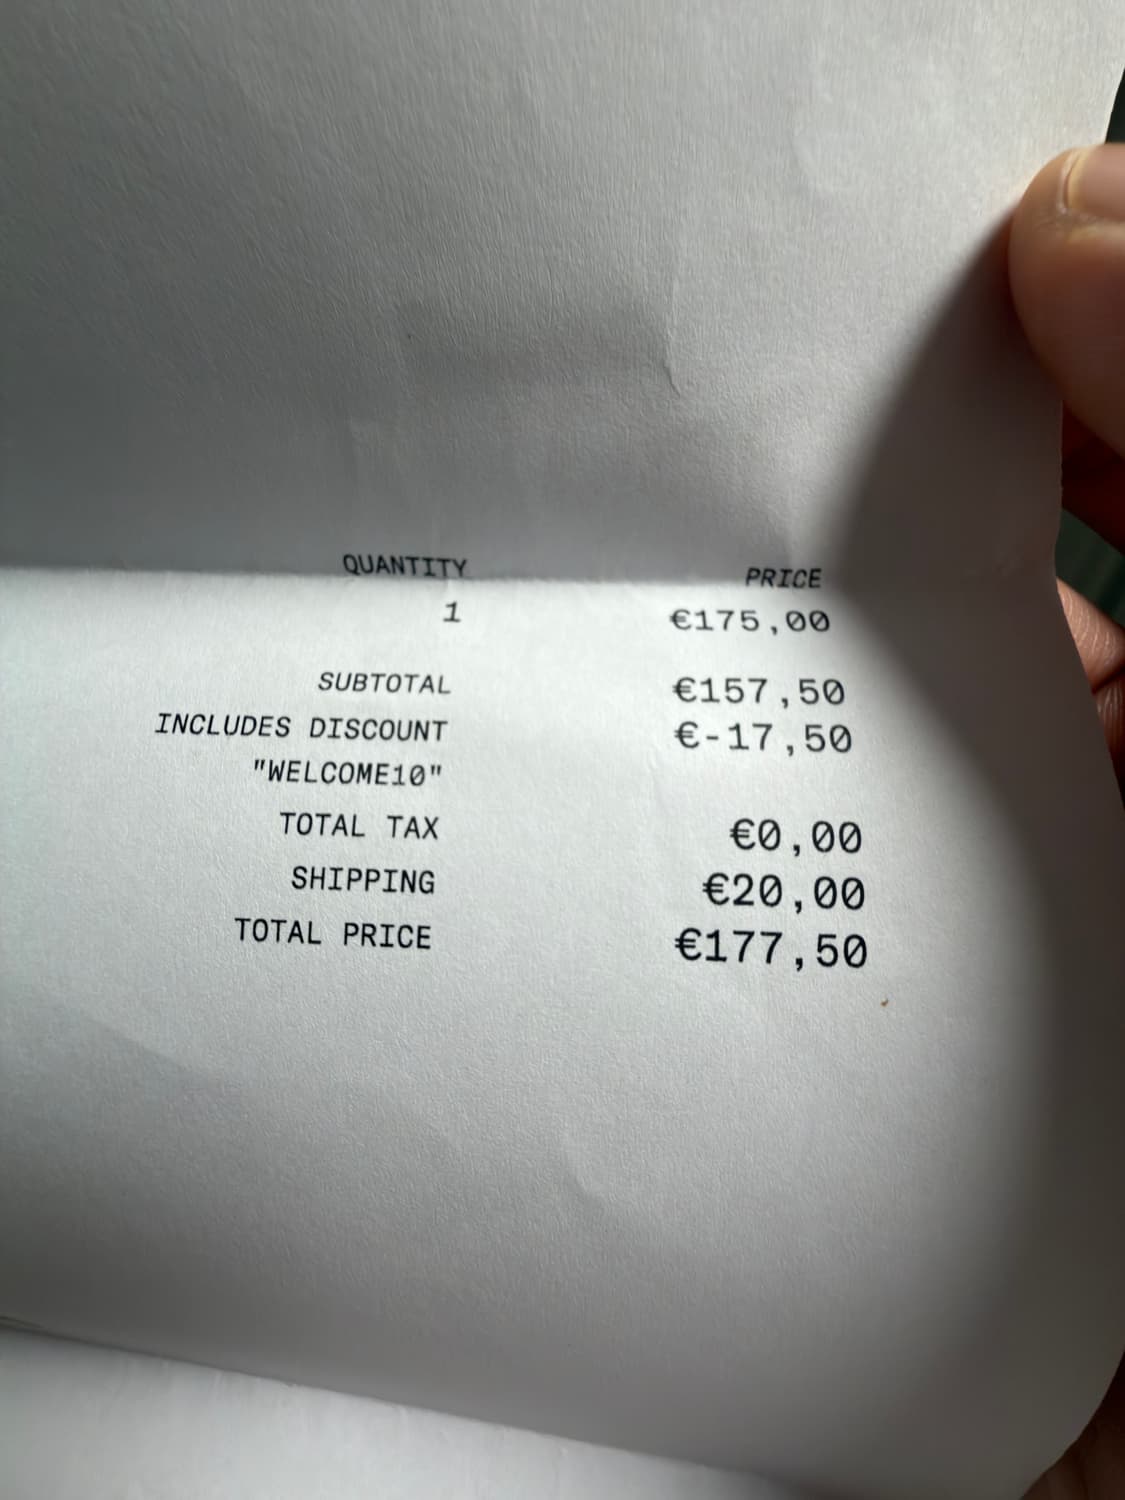 QUANTITY PRICE
1 €175,00
SUBTOTAL €157,50
INCLUDES DISCOUNT €-17,50
"WELCOME10"
TOTAL TAX €0,00
SHIPPING €20,00
TOTAL PRICE €177,50